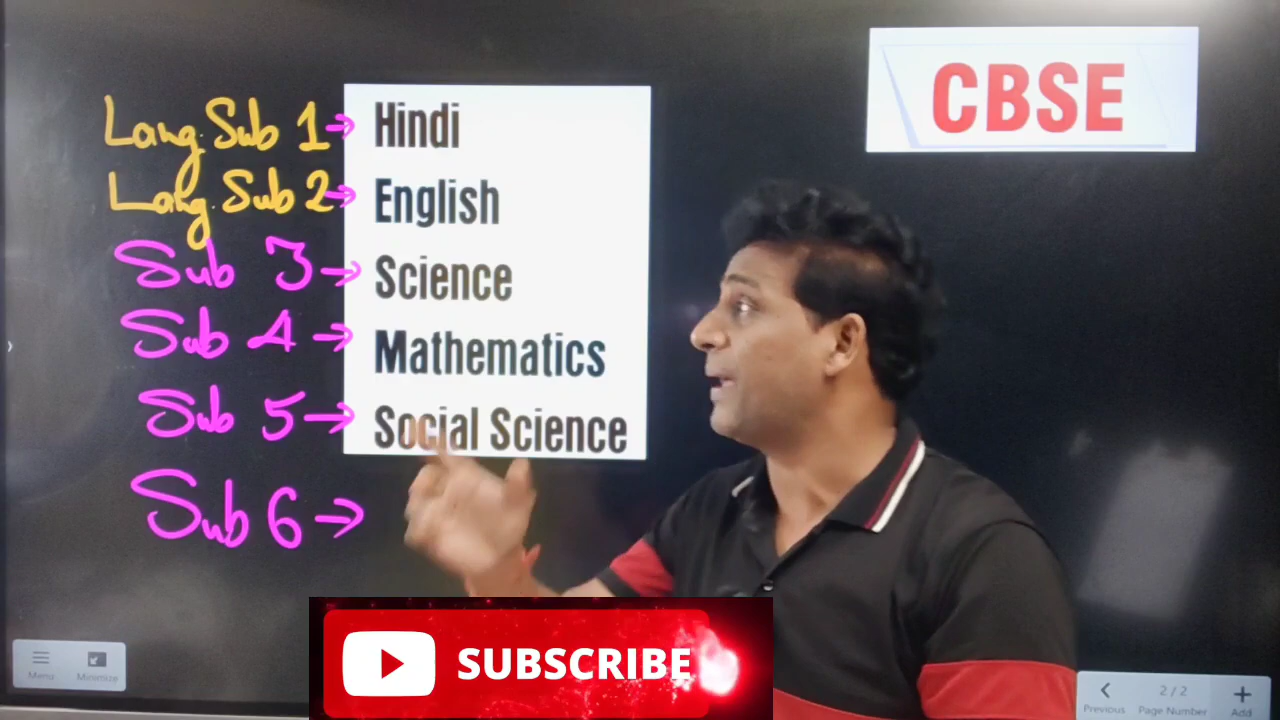 CBSE
Lang. Sub 1 → Hindi
Lang. Sub 2 → English
Sub 3 → Science
Sub 4 → Mathematics
Sub 5 → Social Science
Sub 6 →
SUBSCRIBE
Menu Minimize
Previous 2/2 Page Number Add